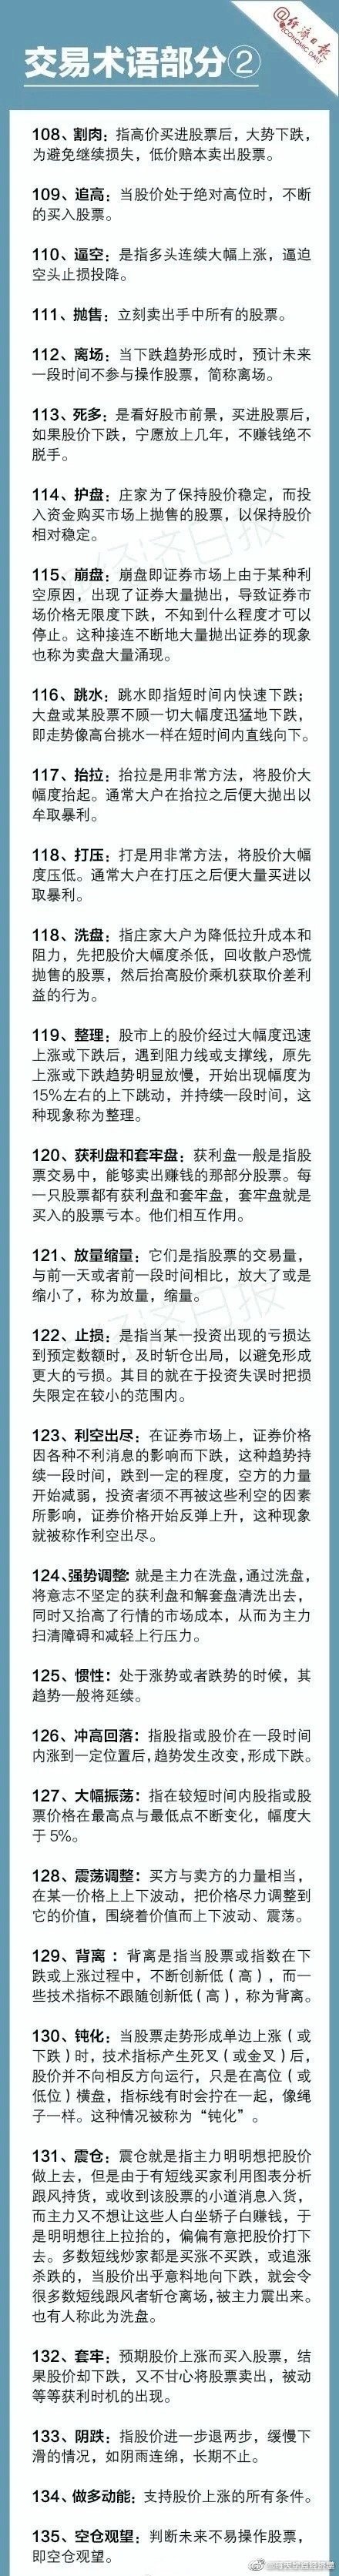 @经济日报
ECONOMIC DAILY
交易术语部分②
108、割肉：指高价买进股票后，大势下跌，
为避免继续损失，低价赔本卖出股票。
109、追高：当股价处于绝对高位时，不断
的买入股票。
110、逼空：是指多头连续大幅上涨，逼迫
空头止损投降。
111、抛售：立刻卖出手中所有的股票。
112、离场：当下跌趋势形成时，预计未来
一段时间不参与操作股票，简称离场。
113、死多：是看好股市前景，买进股票后，
如果股价下跌，宁愿放上几年，不赚钱绝不
脱手。
114、护盘：庄家为了保持股价稳定，而投
入资金购买市场上抛售的股票，以保持股价
相对稳定。
115、崩盘：崩盘即证券市场上由于某种利
空原因，出现了证券大量抛出，导致证券市
场价格无限度下跌，不知到什么程度才可以
停止。这种接连不断地大量抛出证券的现象
也称为卖盘大量涌现。
116、跳水：跳水即指短时间内快速下跌；
大盘或某股票不顾一切大幅度迅猛地下跌，
即走势像高台挑水一样在短时间内直线向下。
117、抬拉：抬拉是用非常方法，将股价大
幅度抬起。通常大户在抬拉之后便大抛出以
牟取暴利。
118、打压：打是用非常方法，将股价大幅
度压低。通常大户在打压之后便大量买进以
取暴利。
118、洗盘：指庄家大户为降低拉升成本和
阻力，先把股价大幅度杀低，回收散户恐慌
抛售的股票，然后抬高股价乘机获取价差利
益的行为。
119、整理：股市上的股价经过大幅度迅速
上涨或下跌后，遇到阻力线或支撑线，原先
上涨或下跌趋势明显放慢，开始出现幅度为
15%左右的上下跳动，并持续一段时间，这
种现象称为整理。
120、获利盘和套牢盘：获利盘一般是指股
票交易中，能够卖出赚钱的那部分股票。每
一只股票都有获利盘和套牢盘，套牢盘就是
买入的股票亏本。他们相互作用。
121、放量缩量：它们是指股票的交易量，
与前一天或者前一段时间相比，放大了或是
缩小了，称为放量，缩量。
122、止损：是指当某一投资出现的亏损达
到预定数额时，及时斩仓出局，以避免形成
更大的亏损。其目的就在于投资失误时把损
失限定在较小的范围内。
123、利空出尽：在证券市场上，证券价格
因各种不利消息的影响而下跌，这种趋势持
续一段时间，跌到一定的程度，空方的力量
开始减弱，投资者须不再被这些利空的因素
所影响，证券价格开始反弹上升，这种现象
就被称作利空出尽。
124、强势调整：就是主力在洗盘，通过洗盘，
将意志不坚定的获利盘和解套盘清洗出去，
同时又抬高了行情的市场成本，从而为主力
扫清障碍和减轻上行压力。
125、惯性：处于涨势或者跌势的时候，其
趋势一般将延续。
126、冲高回落：指股指或股价在一段时间
内涨到一定位置后，趋势发生改变，形成下跌。
127、大幅振荡：指在较短时间内股指或股
票价格在最高点与最低点不断变化，幅度大
于5%。
128、震荡调整：买方与卖方的力量相当，
在某一价格上上下波动，把价格尽力调整到
它的价值，围绕着价值而上下波动、震荡。
129、背离：背离是指当股票或指数在下
跌或上涨过程中，不断创新低（高），而一
些技术指标不跟随创新低（高），称为背离。
130、钝化：当股票走势形成单边上涨（或
下跌）时，技术指标产生死叉（或金叉）后，
股价并不向相反方向运行，只是在高位（或
低位）横盘，指标线有时会拧在一起，像绳
子一样。这种情况被称为“钝化”。
131、震仓：震仓就是指主力明明想把股价
做上去，但是由于有短线买家利用图表分析
跟风持货，或收到该股票的小道消息入货，
而主力又不想让这些人白坐轿子白赚钱，于
是明明想往上拉抬的，偏偏有意把股价打下
去。多数短线炒家都是买涨不买跌，或追涨
杀跌的，当股价出乎意料地向下跌，就会令
很多短线跟风者斩仓离场，被主力震出来。
也有人称此为洗盘。
132、套牢：预期股价上涨而买入股票，结
果股价却下跌，又不甘心将股票卖出，被动
等等获利时机的出现。
133、阴跌：指股价进一步退两步，缓慢下
滑的情况，如阴雨连绵，长期不止。
134、做多动能：支持股价上涨的所有条件。
135、空仓观望：判断未来不易操作股票，
即空仓观望。